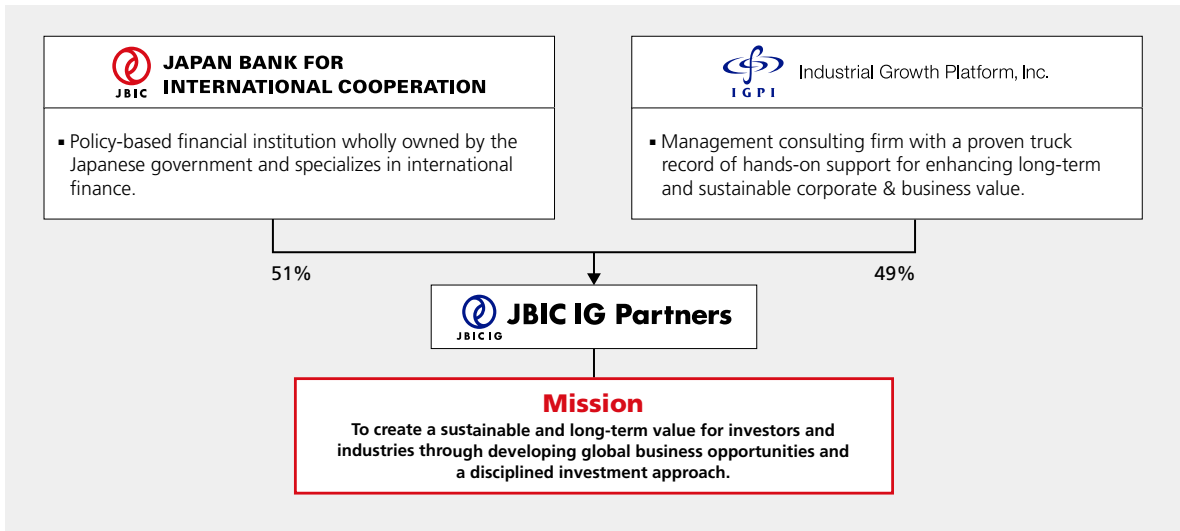 JBIC
JAPAN BANK FOR
INTERNATIONAL COOPERATION
▪ Policy-based financial institution wholly owned by the
Japanese government and specializes in international
finance.
IGPI
Industrial Growth Platform, Inc.
▪ Management consulting firm with a proven truck
record of hands-on support for enhancing long-term
and sustainable corporate & business value.
51%
49%
JBIC IG
JBIC IG Partners
Mission
To create a sustainable and long-term value for investors and
industries through developing global business opportunities and
a disciplined investment approach.